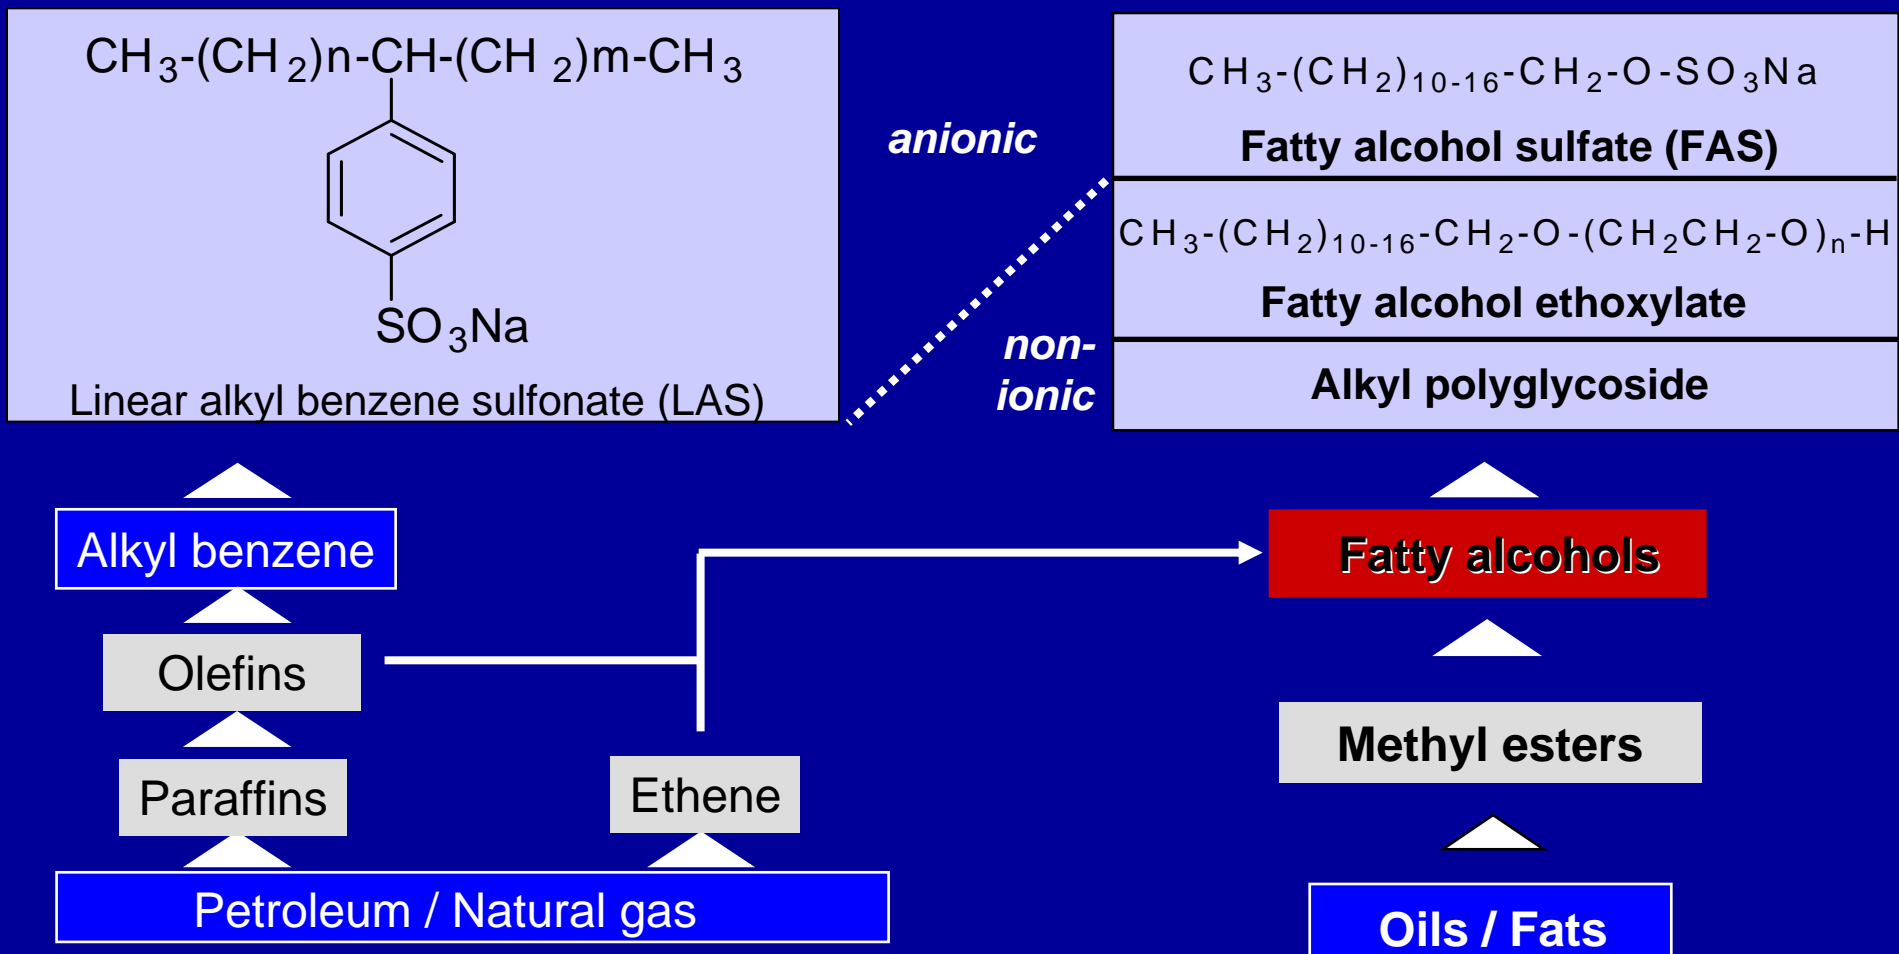 CH₃-(CH₂)n-CH-(CH₂)m-CH₃
SO₃Na
Linear alkyl benzene sulfonate (LAS)
anionic
non-
ionic
CH₃-(CH₂)₁₀₋₁₆-CH₂-O-SO₃Na
Fatty alcohol sulfate (FAS)
CH₃-(CH₂)₁₀₋₁₆-CH₂-O-(CH₂CH₂-O)ₙ-H
Fatty alcohol ethoxylate
Alkyl polyglycoside
Alkyl benzene
Fatty alcohols
Olefins
Methyl esters
Paraffins
Ethene
Petroleum / Natural gas
Oils / Fats